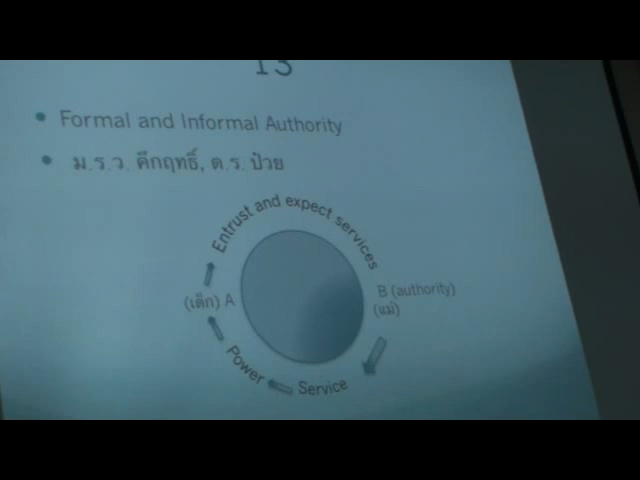 13
Formal and Informal Authority
ม.ร.ว. คึกฤทธิ์, ด.ร. ป๋วย
Entrust and expect services
(เด็ก) A
B (authority)
(แม่)
Power
Service